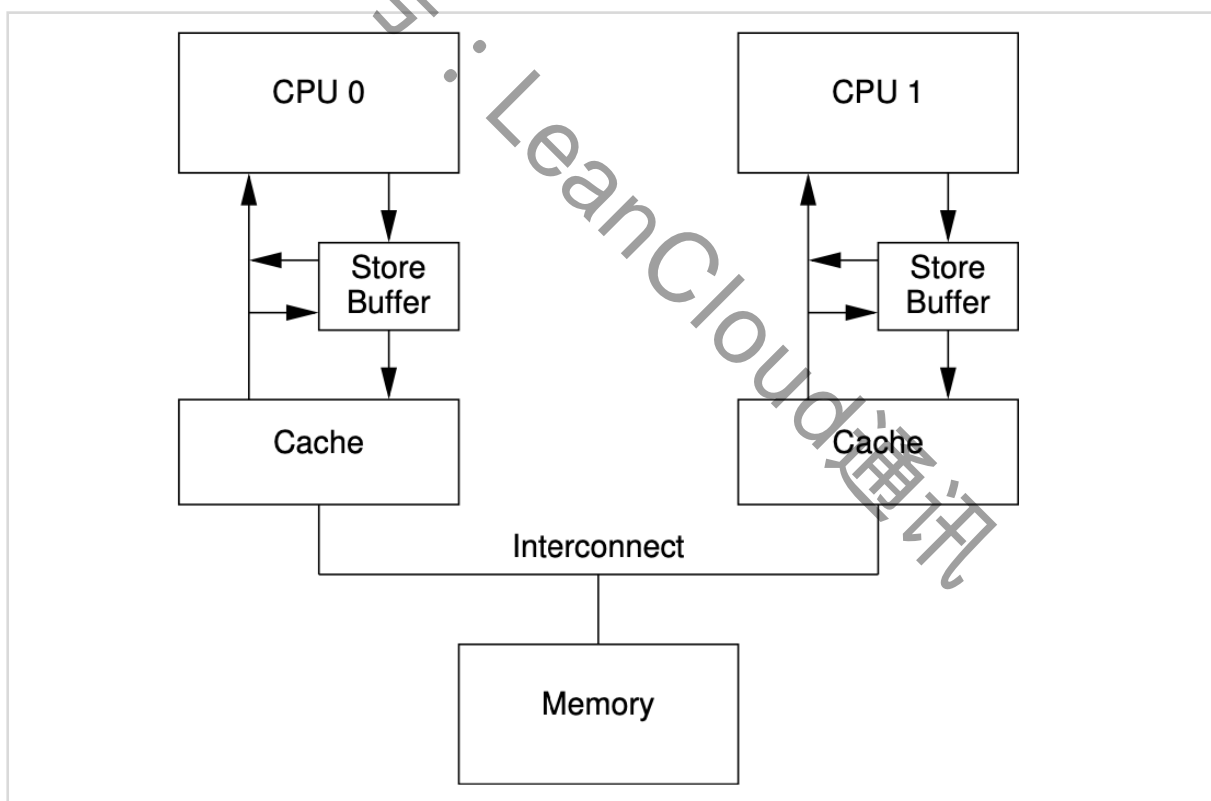 CPU 0
CPU 1
Store
Buffer
Store
Buffer
Cache
Cache
Interconnect
Memory
: LeanCloud通讯